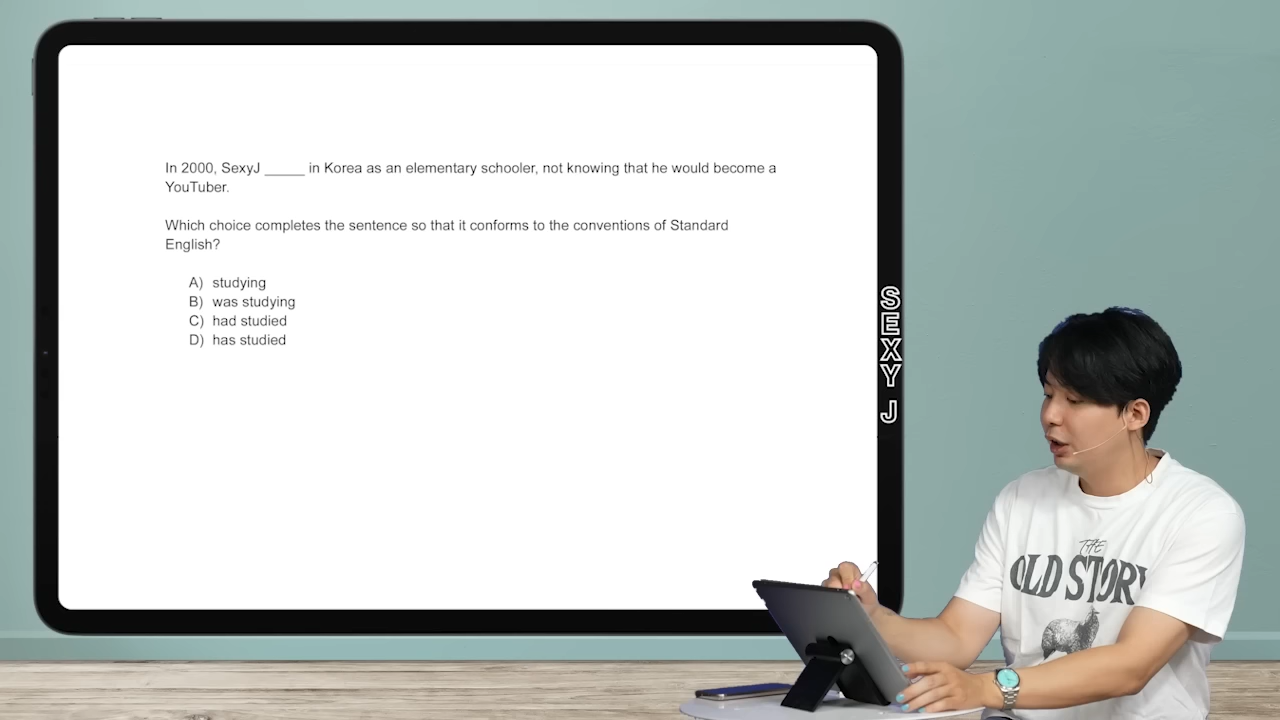 In 2000, SexyJ _____ in Korea as an elementary schooler, not knowing that he would become a
YouTuber.
Which choice completes the sentence so that it conforms to the conventions of Standard
English?
A) studying
B) was studying
C) had studied
D) has studied
SEXY J
THE
OLD STORY